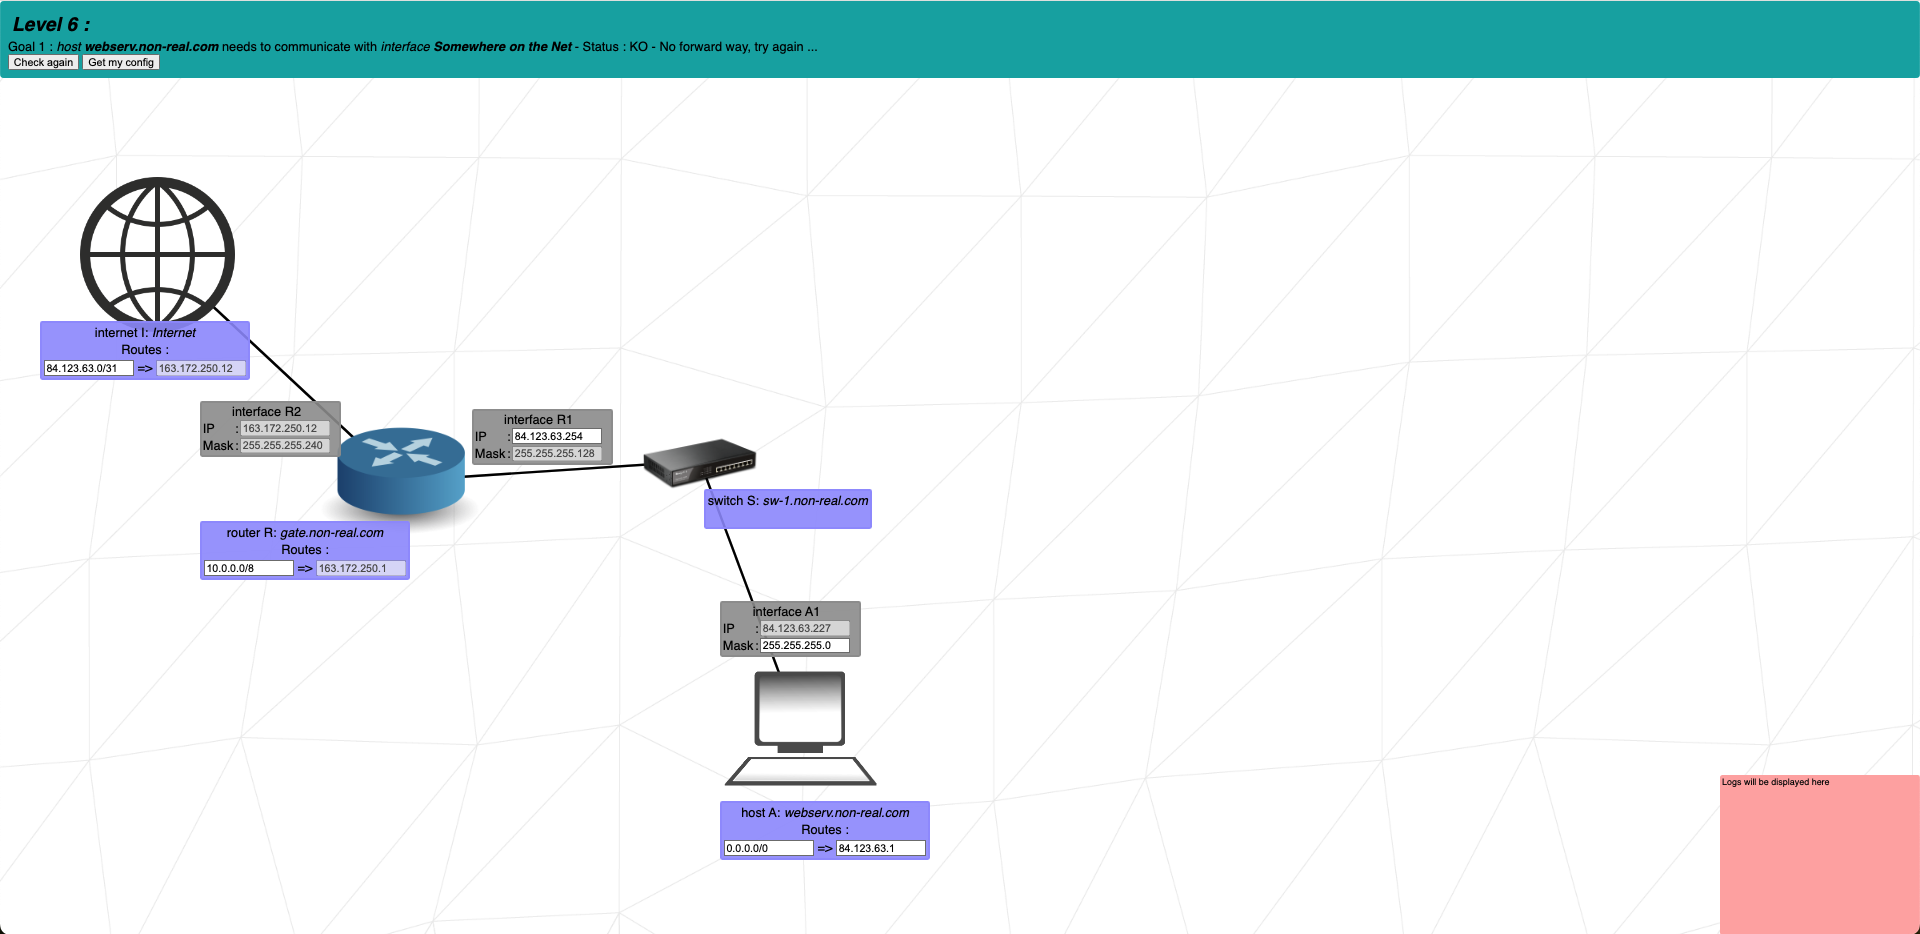 Level 6 :
Goal 1 : host webserv.non-real.com needs to communicate with interface Somewhere on the Net - Status : KO - No forward way, try again ...
Check again Get my config
internet I: Internet
Routes :
84.123.63.0/31 => 163.172.250.12
interface R2
IP : 163.172.250.12
Mask : 255.255.255.240
interface R1
IP : 84.123.63.254
Mask : 255.255.255.128
switch S: sw-1.non-real.com
router R: gate.non-real.com
Routes :
10.0.0.0/8 => 163.172.250.1
interface A1
IP : 84.123.63.227
Mask : 255.255.255.0
host A: webserv.non-real.com
Routes :
0.0.0.0/0 => 84.123.63.1
Logs will be displayed here